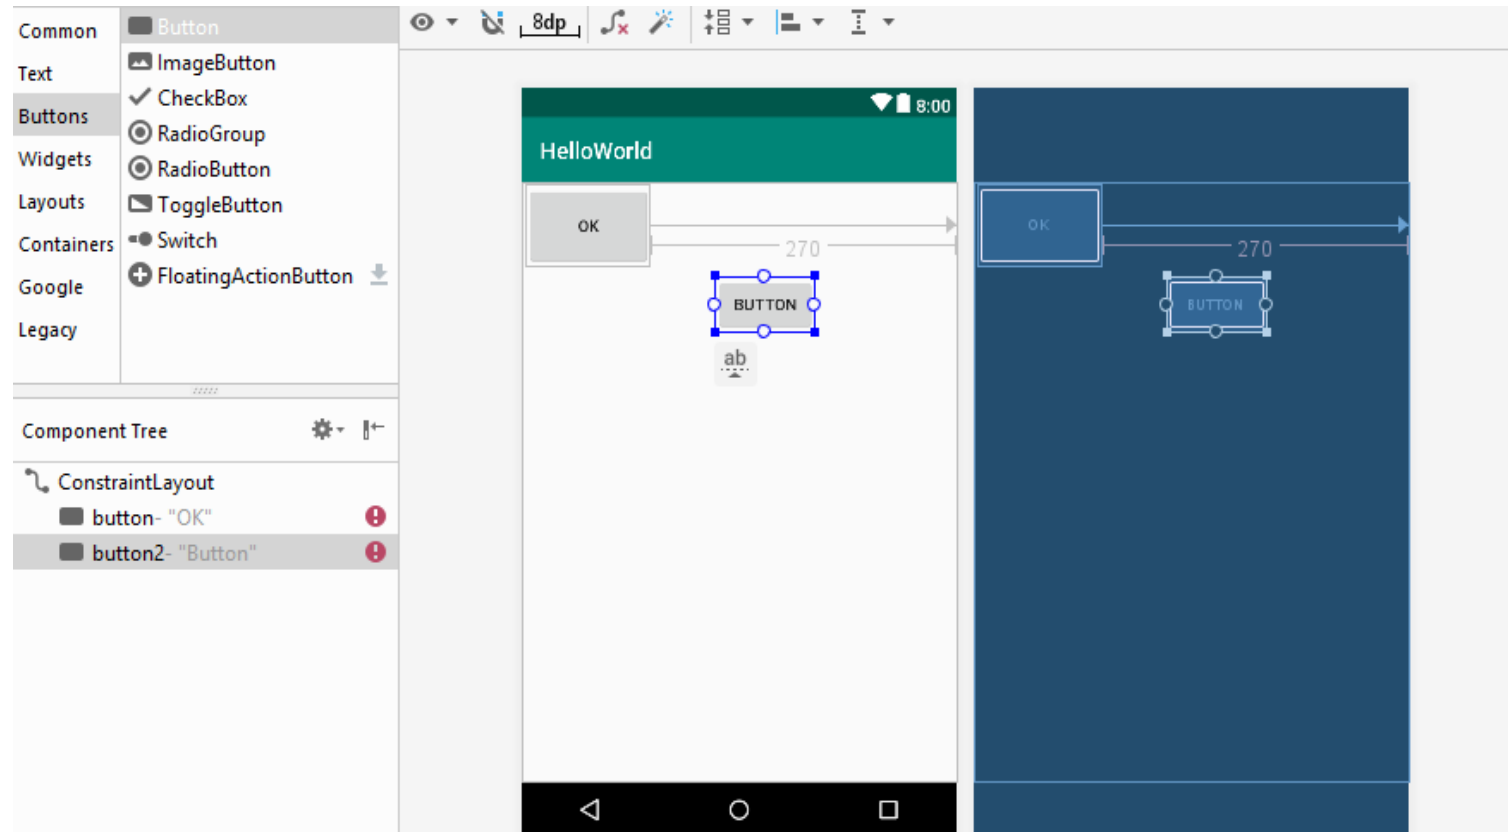 Common
Text
Buttons
Widgets
Layouts
Containers
Google
Legacy
Button
ImageButton
CheckBox
RadioGroup
RadioButton
ToggleButton
Switch
FloatingActionButton
Component Tree
ConstraintLayout
button- "OK"
button2- "Button"
8dp
8:00
HelloWorld
OK
270
BUTTON
ab
OK
270
BUTTON